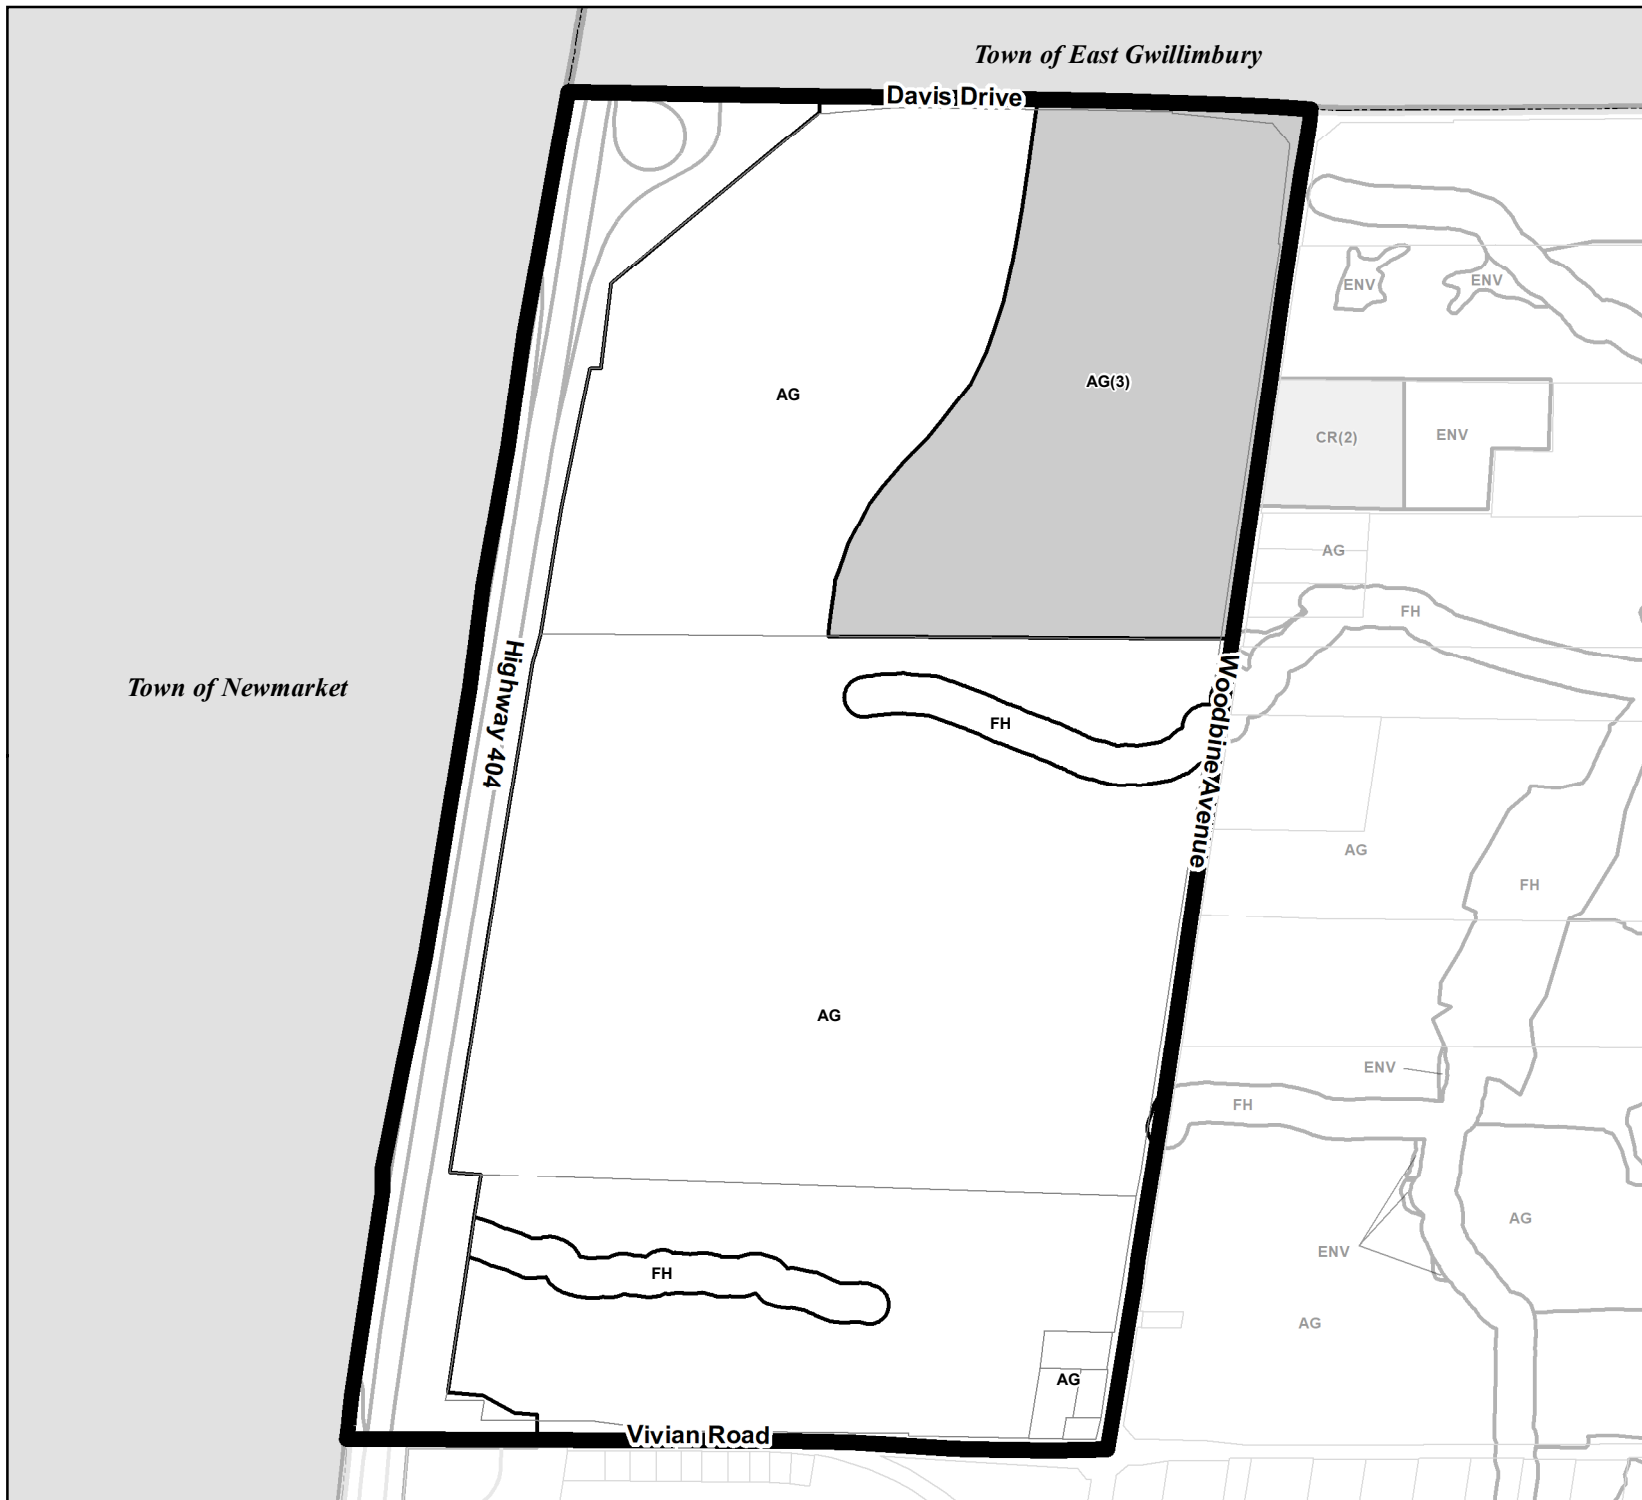 Town of East Gwillimbury
Davis Drive
ENV
ENV
AG(3)
AG
CR(2)
ENV
AG
FH
Town of Newmarket
Highway 404
Woodbine Avenue
FH
AG
FH
AG
ENV
FH
AG
ENV
FH
AG
AG
Vivian Road